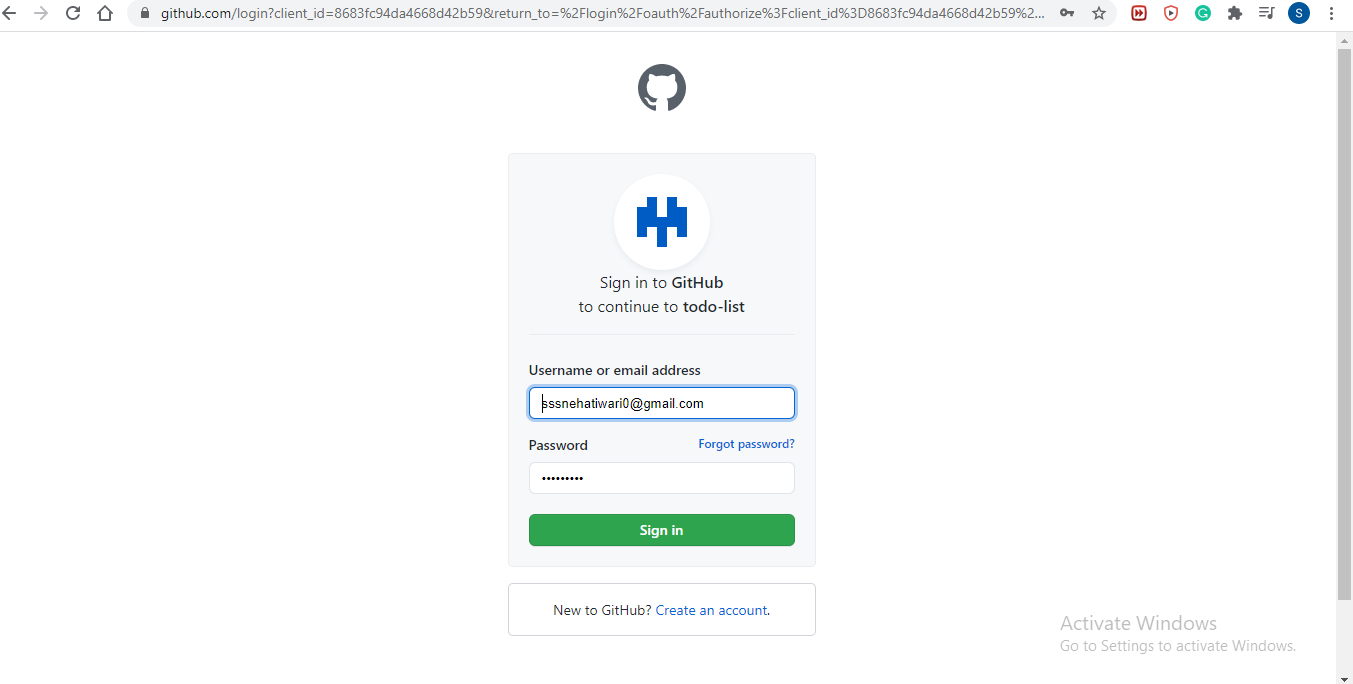 github.com/login?client_id=8683fc94da4668d42b59&return_to=%2Flogin%2Foauth%2Fauthorize%3Fclient_id%3D8683fc94da4668d42b59%2...
S
Sign in to GitHub
to continue to todo-list
Username or email address
sssnehatiwari0@gmail.com
Password Forgot password?
•••••••••
Sign in
New to GitHub? Create an account.
Activate Windows
Go to Settings to activate Windows.